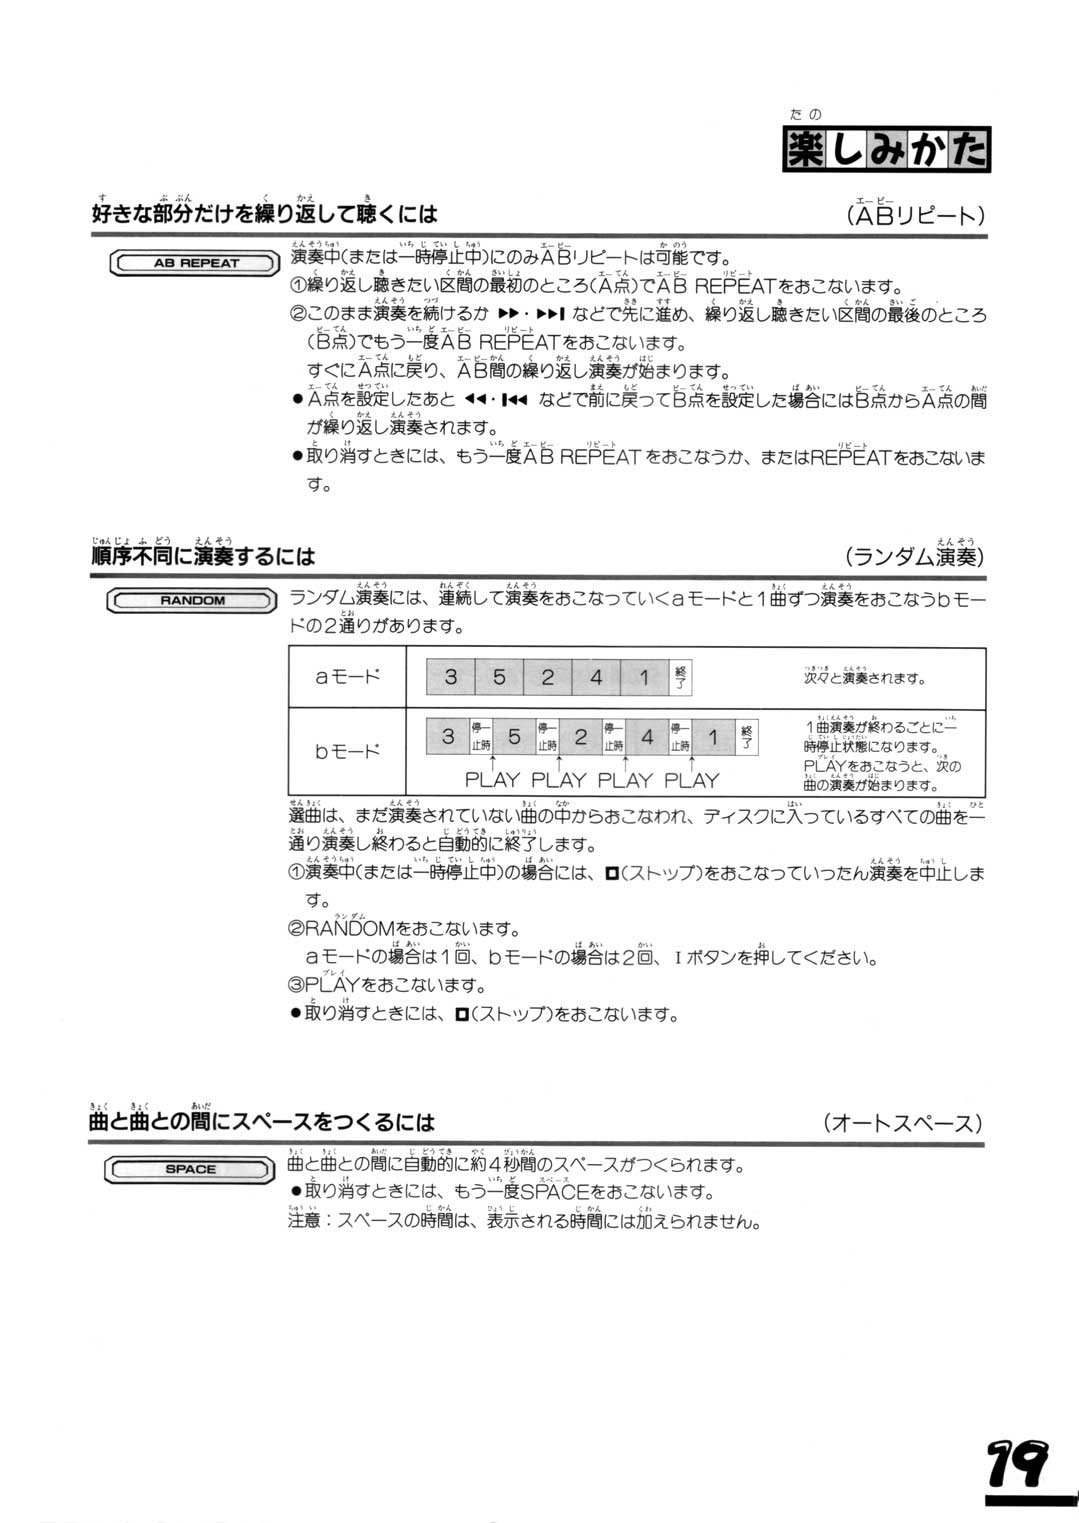 たの
楽しみかた
好きな部分だけを繰り返して聴くには (ABリピート)
AB REPEAT
演奏中(または一時停止中)にのみABリピートは可能です。
①繰り返し聴きたい区間の最初のところ(A点)でAB REPEATをおこないます。
②このまま演奏を続けるか ▶▶・▶▶I などで先に進め、繰り返し聴きたい区間の最後のところ
(B点)でもう一度AB REPEATをおこないます。
すぐにA点に戻り、AB間の繰り返し演奏が始まります。
●A点を設定したあと ◀◀・I◀◀ などで前に戻ってB点を設定した場合にはB点からA点の間
が繰り返し演奏されます。
●取り消すときには、もう一度AB REPEATをおこなうか、またはREPEATをおこないま
す。
順序不同に演奏するには (ランダム演奏)
RANDOM
ランダム演奏には、連続して演奏をおこなっていくaモードと1曲ずつ演奏をおこなうbモー
ドの2通りがあります。
aモード 3 5 2 4 1 終了 次々と演奏されます。
bモード 3 一時停止 5 一時停止 2 一時停止 4 一時停止 1 終了
PLAY PLAY PLAY PLAY
1曲演奏が終わるごとに一
時停止状態になります。
PLAYをおこなうと、次の
曲の演奏が始まります。
選曲は、まだ演奏されていない曲の中からおこなわれ、ディスクに入っているすべての曲を一
通り演奏し終わると自動的に終了します。
①演奏中(または一時停止中)の場合には、■(ストップ)をおこなっていったん演奏を中止しま
す。
②RANDOMをおこないます。
aモードの場合は1回、bモードの場合は2回、Iボタンを押してください。
③PLAYをおこないます。
●取り消すときには、■(ストップ)をおこないます。
曲と曲との間にスペースをつくるには (オートスペース)
SPACE
曲と曲との間に自動的に約4秒間のスペースがつくられます。
●取り消すときには、もう一度SPACEをおこないます。
注意：スペースの時間は、表示される時間には加えられません。
19